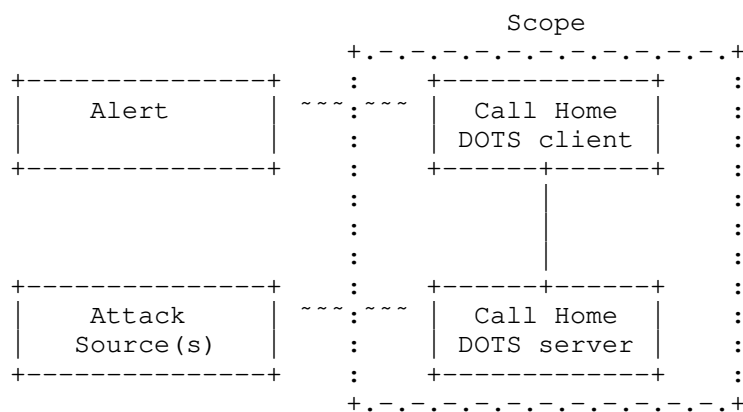 Scope
Alert
Call Home
DOTS client
Attack
Source(s)
Call Home
DOTS server